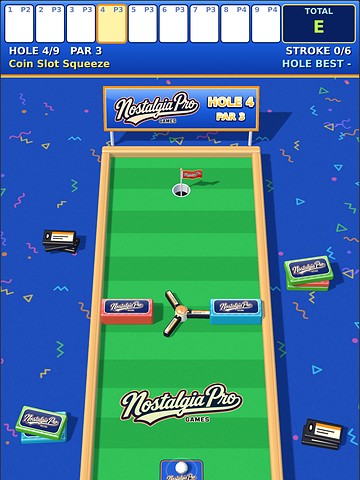 1 P2 2 P3 3 P3 4 P3 5 P3 6 P3 7 P3 8 P4 9 P4
TOTAL
E
HOLE 4/9 PAR 3
STROKE 0/6
Coin Slot Squeeze
HOLE BEST -
Nostalgia Pro
GAMES
HOLE 4
PAR 3
Nostalgia Pro
Nostalgia Pro
Nostalgia Pro
Nostalgia Pro
GAMES
Nostalgia Pro